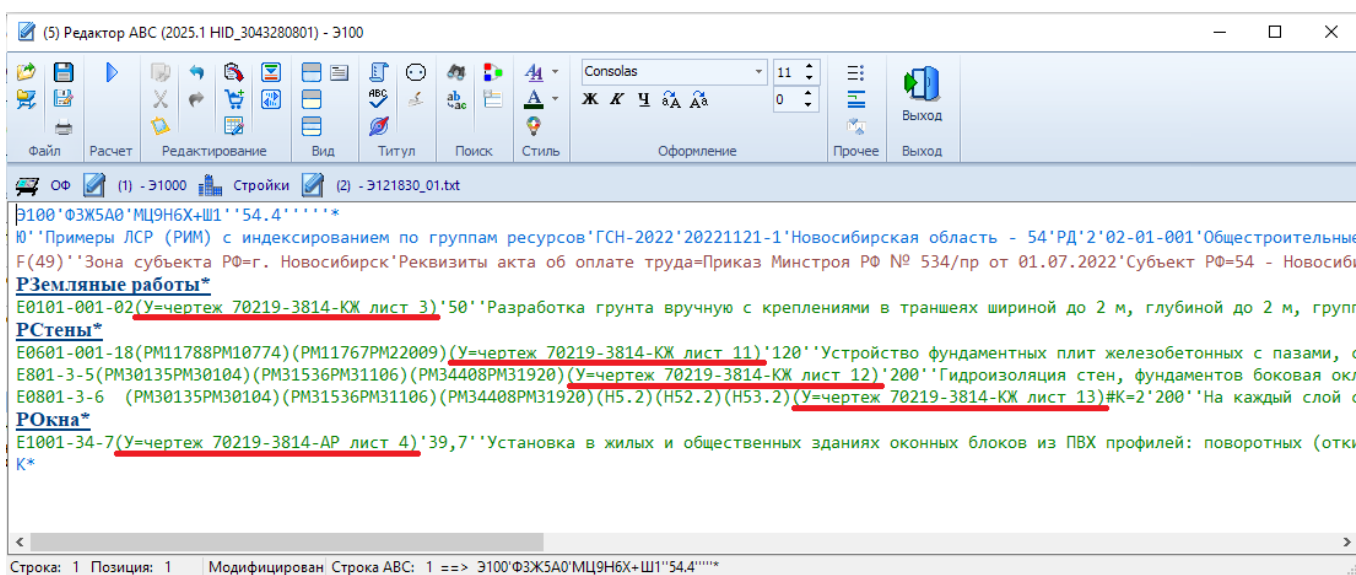 (5) Редактор АВС (2025.1 HID_3043280801) - Э100
ABC
ab
ac
Consolas
11
Ж К Ч
0
Выход
Файл Расчет Редактирование Вид Титул Поиск Стиль Оформление Прочее Выход
ОФ (1) - Э1000 Стройки (2) - Э121830_01.txt
Э100'Ф3Ж5А0'МЦ9Н6Х+Ш1''54.4'''''*
Ю''Примеры ЛСР (РИМ) с индексированием по группам ресурсов'ГСН-2022'20221121-1'Новосибирская область - 54'РД'2'02-01-001'Общестроительные
F(49)''Зона субъекта РФ=г. Новосибирск'Реквизиты акта об оплате труда=Приказ Минстроя РФ № 534/пр от 01.07.2022'Субъект РФ=54 - Новосиби
РЗемляные работы*
Е0101-001-02(У=чертеж 70219-3814-КЖ лист 3)'50''Разработка грунта вручную с креплениями в траншеях шириной до 2 м, глубиной до 2 м, групп
РСтены*
Е0601-001-18(РМ11788РМ10774)(РМ11767РМ22009)(У=чертеж 70219-3814-КЖ лист 11)'120''Устройство фундаментных плит железобетонных с пазами, с
Е801-3-5(РМ30135РМ30104)(РМ31536РМ31106)(РМ34408РМ31920)(У=чертеж 70219-3814-КЖ лист 12)'200''Гидроизоляция стен, фундаментов боковая окл
Е0801-3-6 (РМ30135РМ30104)(РМ31536РМ31106)(РМ34408РМ31920)(Н5.2)(Н52.2)(Н53.2)(У=чертеж 70219-3814-КЖ лист 13)#К=2'200''На каждый слой с
РОкна*
Е1001-34-7(У=чертеж 70219-3814-АР лист 4)'39,7''Установка в жилых и общественных зданиях оконных блоков из ПВХ профилей: поворотных (отки
К*
Строка: 1 Позиция: 1 Модифицирован Строка АВС: 1 ==> Э100'Ф3Ж5А0'МЦ9Н6Х+Ш1''54.4'''''*